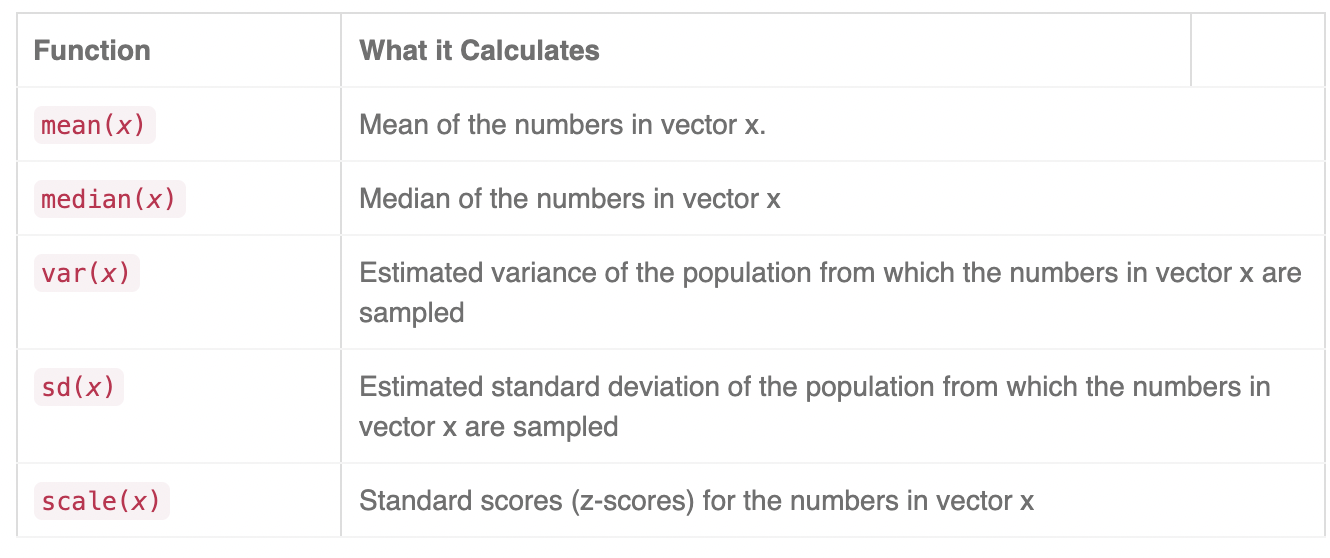 Function What it Calculates
mean(x) Mean of the numbers in vector x.
median(x) Median of the numbers in vector x
var(x) Estimated variance of the population from which the numbers in vector x are
sampled
sd(x) Estimated standard deviation of the population from which the numbers in
vector x are sampled
scale(x) Standard scores (z-scores) for the numbers in vector x